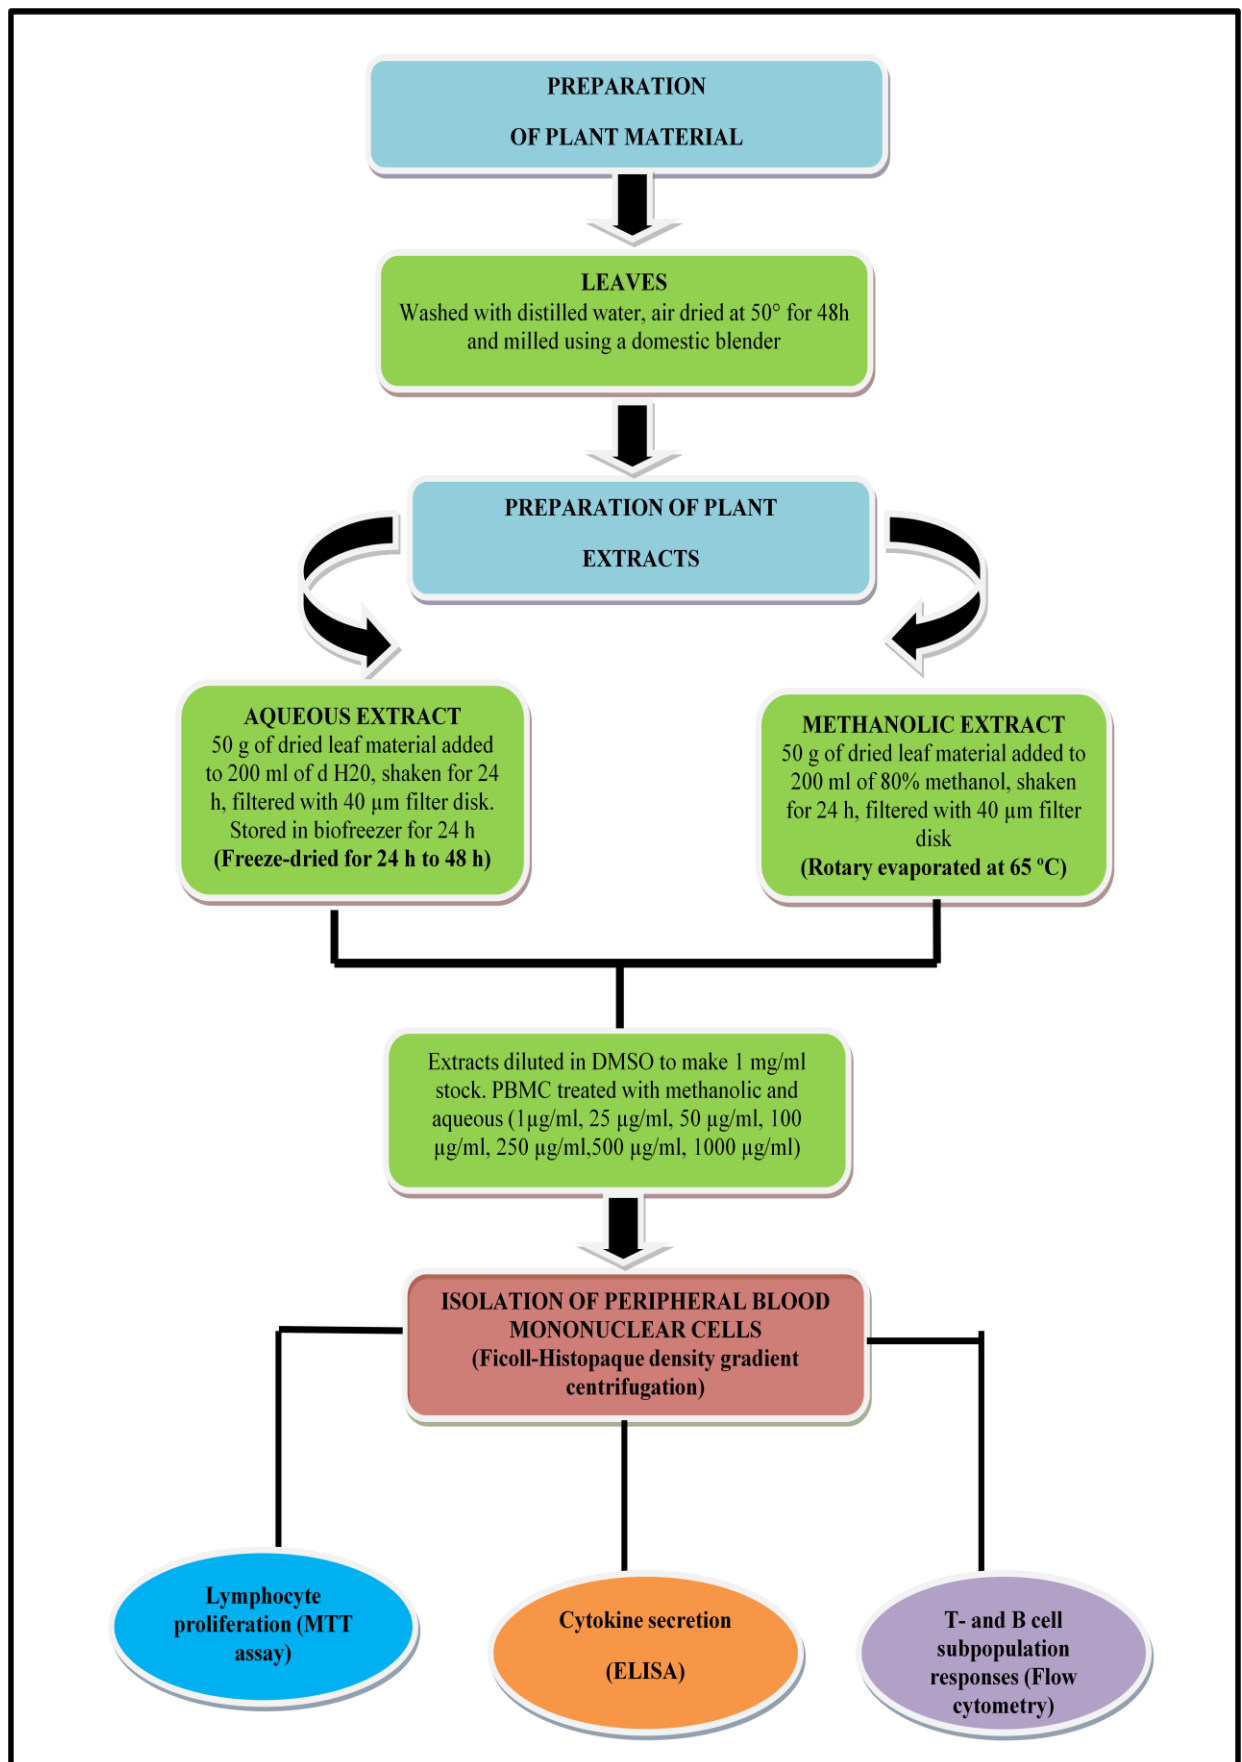 PREPARATION
OF PLANT MATERIAL
LEAVES
Washed with distilled water, air dried at 50° for 48h
and milled using a domestic blender
PREPARATION OF PLANT
EXTRACTS
AQUEOUS EXTRACT
50 g of dried leaf material added
to 200 ml of d H20, shaken for 24
h, filtered with 40 µm filter disk.
Stored in biofreezer for 24 h
(Freeze-dried for 24 h to 48 h)
METHANOLIC EXTRACT
50 g of dried leaf material added to
200 ml of 80% methanol, shaken
for 24 h, filtered with 40 µm filter
disk
(Rotary evaporated at 65 ºC)
Extracts diluted in DMSO to make 1 mg/ml
stock. PBMC treated with methanolic and
aqueous (1µg/ml, 25 µg/ml, 50 µg/ml, 100
µg/ml, 250 µg/ml,500 µg/ml, 1000 µg/ml)
ISOLATION OF PERIPHERAL BLOOD
MONONUCLEAR CELLS
(Ficoll-Histopaque density gradient
centrifugation)
Lymphocyte
proliferation (MTT
assay)
Cytokine secretion
(ELISA)
T- and B cell
subpopulation
responses (Flow
cytometry)